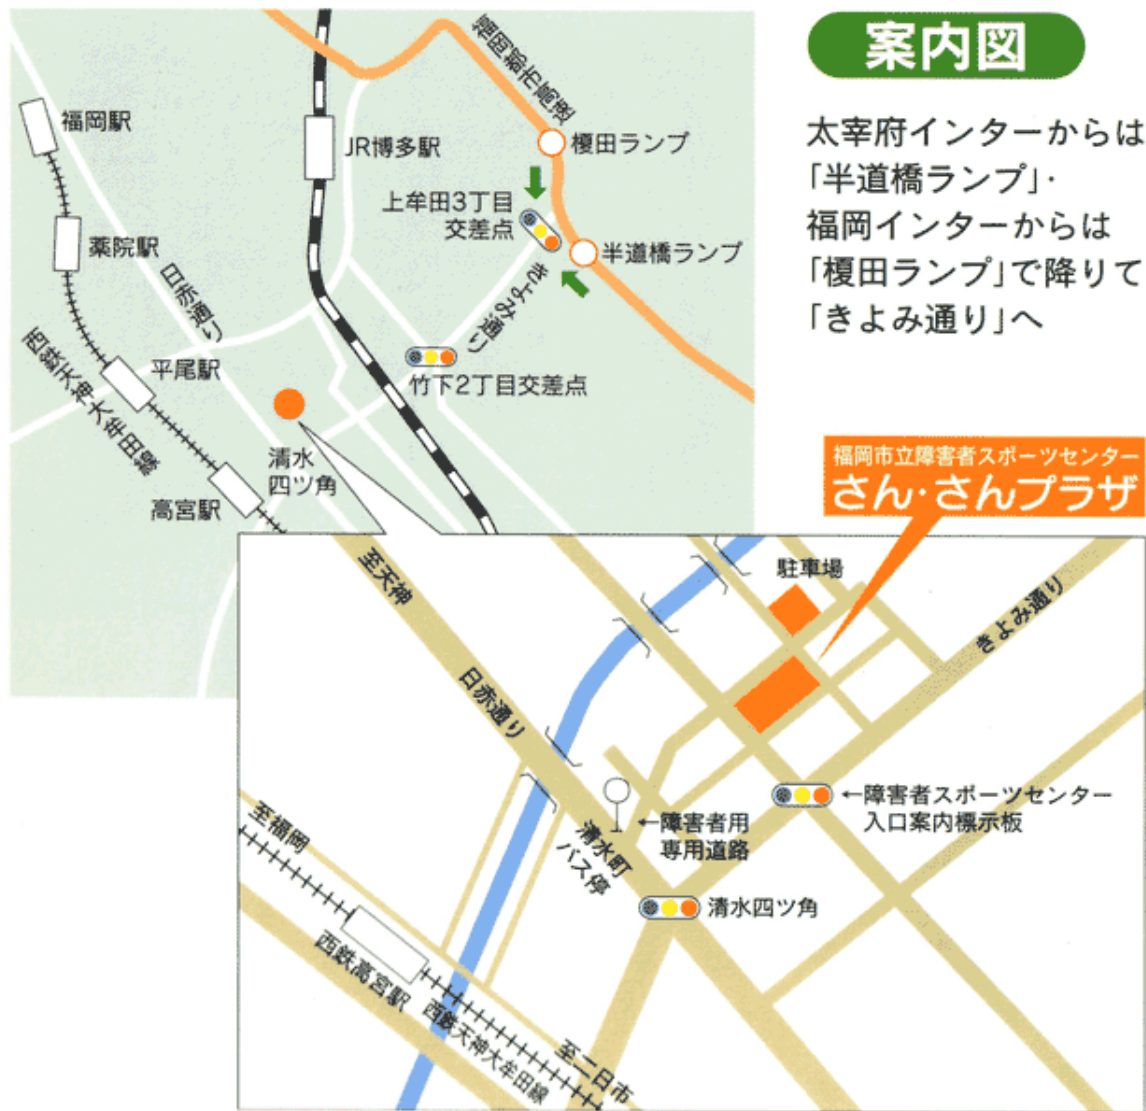 案内図
太宰府インターからは
「半道橋ランプ」・
福岡インターからは
「榎田ランプ」で降りて
「きよみ通り」へ
福岡都市高速
福岡駅
JR博多駅
榎田ランプ
上牟田3丁目
交差点
半道橋ランプ
薬院駅
日赤通り
きよみ通り
西鉄天神大牟田線
平尾駅
竹下2丁目交差点
清水
四ツ角
高宮駅
福岡市立障害者スポーツセンター
さん・さんプラザ
至天神
駐車場
きよみ通り
日赤通り
←障害者スポーツセンター
入口案内標示板
←障害者用
専用道路
清水町
バス停
清水四ツ角
至福岡
西鉄高宮駅
西鉄天神大牟田線
至二日市